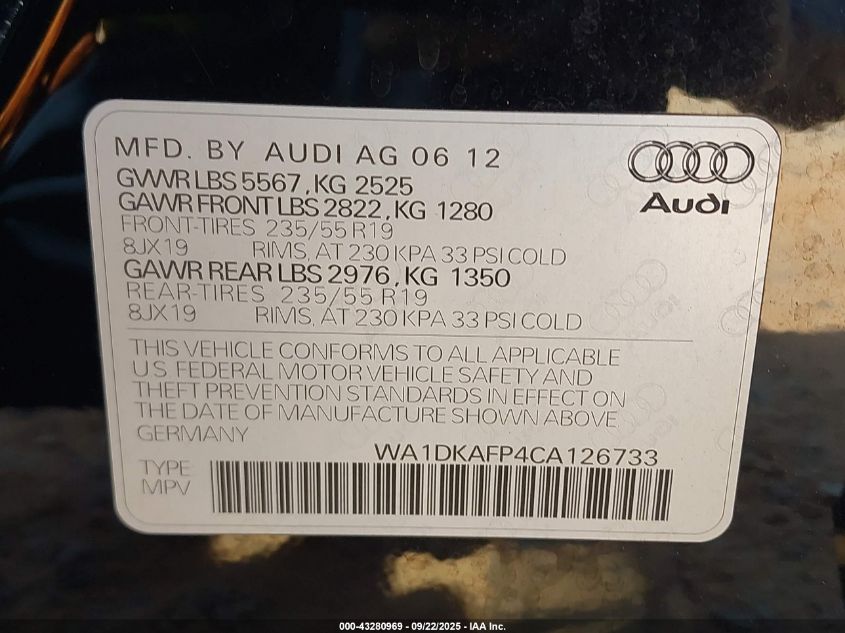 MFD. BY AUDI AG 06 12
GVWR LBS 5567, KG 2525
GAWR FRONT LBS 2822, KG 1280
FRONT-TIRES 235/55 R19
8JX19 RIMS, AT 230 KPA 33 PSI COLD
GAWR REAR LBS 2976, KG 1350
REAR-TIRES 235/55 R19
8JX19 RIMS, AT 230 KPA 33 PSI COLD
Audi
THIS VEHICLE CONFORMS TO ALL APPLICABLE
U.S. FEDERAL MOTOR VEHICLE SAFETY AND
THEFT PREVENTION STANDARDS IN EFFECT ON
THE DATE OF MANUFACTURE SHOWN ABOVE.
GERMANY
WA1DKAFP4CA126733
TYPE
MPV
000-43280969 - 09/22/2025 - IAA Inc.